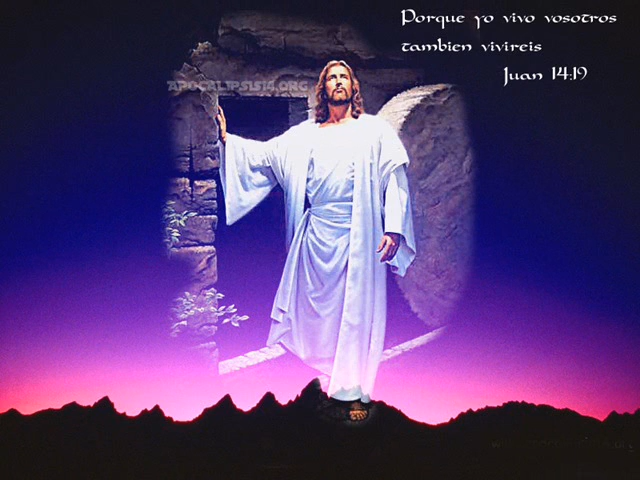 Porque yo vivo vosotros
tambien vivireis
Juan 14:19
APOCALIPSIS14.ORG